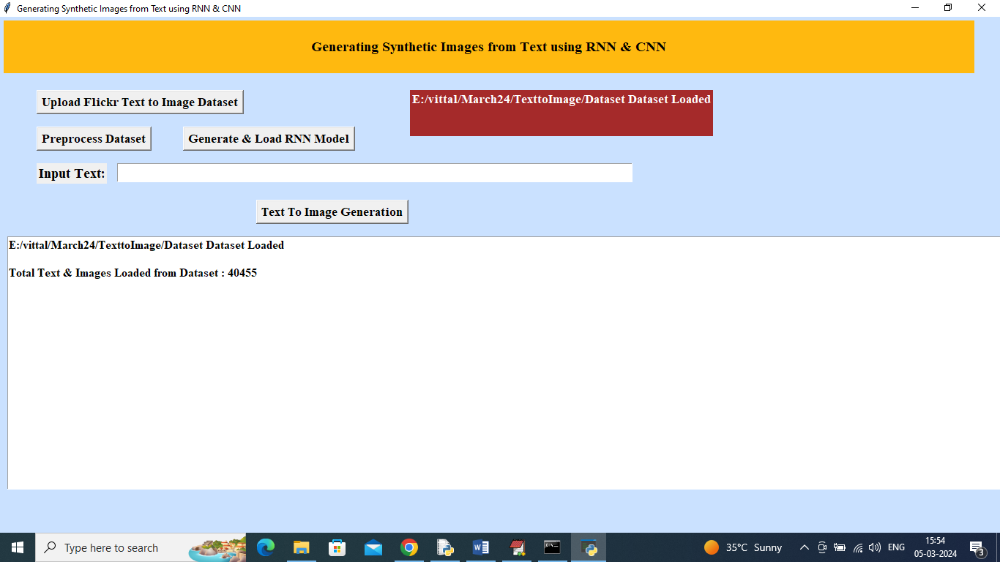 Generating Synthetic Images from Text using RNN & CNN
Generating Synthetic Images from Text using RNN & CNN
Upload Flickr Text to Image Dataset
E:/vittal/March24/TexttoImage/Dataset Dataset Loaded
Preprocess Dataset
Generate & Load RNN Model
Input Text:
Text To Image Generation
E:/vittal/March24/TexttoImage/Dataset Dataset Loaded
Total Text & Images Loaded from Dataset : 40455
Type here to search
35°C Sunny
ENG
15:54
05-03-2024
3